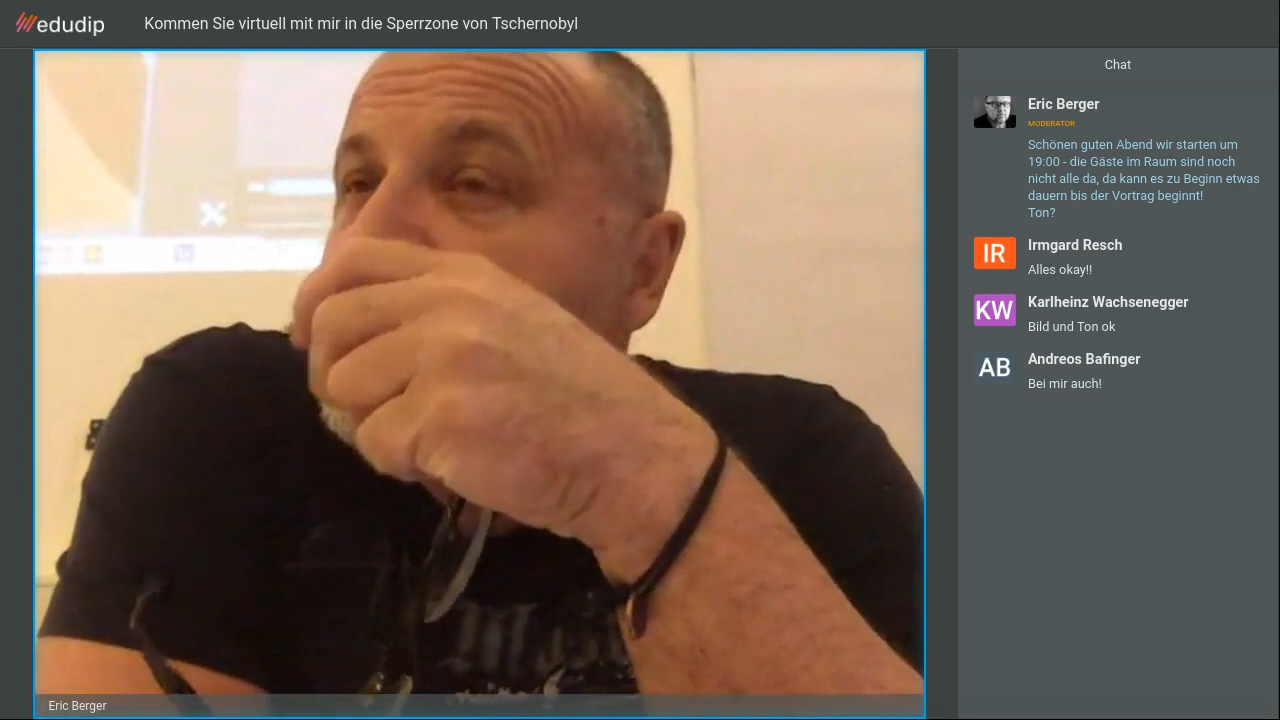 edudip
Kommen Sie virtuell mit mir in die Sperrzone von Tschernobyl
Chat
Eric Berger
MODERATOR
Schönen guten Abend wir starten um
19:00 - die Gäste im Raum sind noch
nicht alle da, da kann es zu Beginn etwas
dauern bis der Vortrag beginnt!
Ton?
IR
Irmgard Resch
Alles okay!!
KW
Karlheinz Wachsenegger
Bild und Ton ok
AB
Andreos Bafinger
Bei mir auch!
Eric Berger